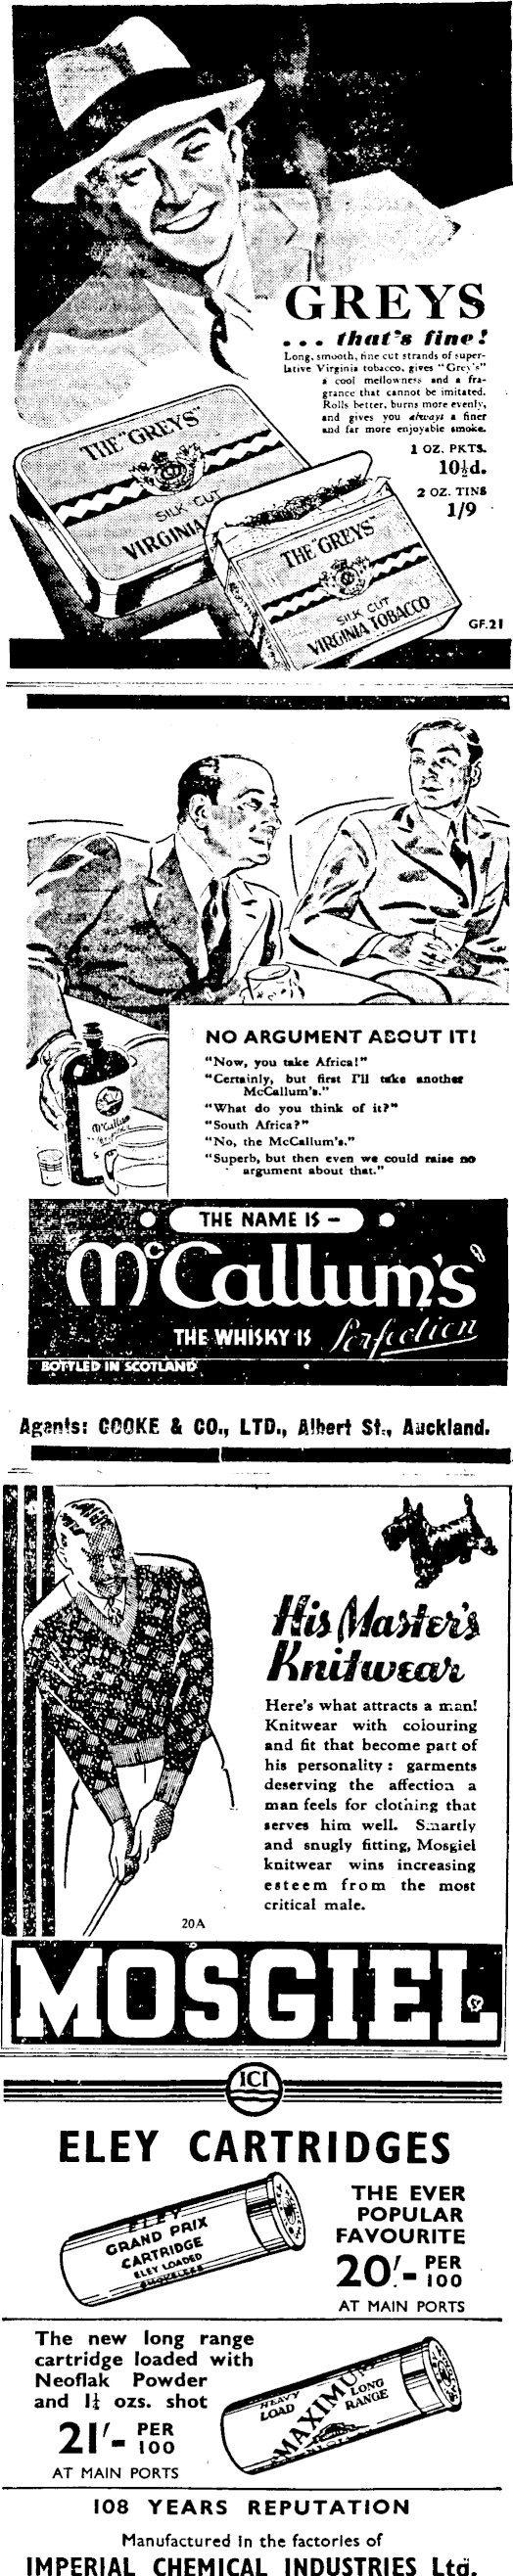 GREYS
... that's fine!
Long, smooth, fine cut strands of super-
lative Virginia tobacco, gives "Grey's"
a cool mellowness and a fra-
grance that cannot be imitated.
Rolls better, burns more evenly,
and gives you always a finer
and far more enjoyable smoke.
1 OZ. PKTS.
10½d.
2 OZ. TINS
1/9
THE "GREYS"
SILK CUT
VIRGINIA
THE "GREYS"
SILK CUT
VIRGINIA TOBACCO
GF.21
NO ARGUMENT ABOUT IT!
"Now, you take Africa!"
"Certainly, but first I'll take another
McCallum's."
"What do you think of it?"
"South Africa?"
"No, the McCallum's."
"Superb, but then even we could raise no
argument about that."
McCallum's
THE NAME IS –
McCallum's
THE WHISKY IS Perfection
BOTTLED IN SCOTLAND
Agents: COOKE & CO., LTD., Albert St., Auckland.
His Master's
Knitwear
Here's what attracts a man!
Knitwear with colouring
and fit that become part of
his personality: garments
deserving the affection a
man feels for clothing that
serves him well. Smartly
and snugly fitting, Mosgiel
knitwear wins increasing
esteem from the most
critical male.
20A
MOSGIEL
ICI
ELEY CARTRIDGES
ELEY
GRAND PRIX
CARTRIDGE
ELEY LOADED
SMOKELESS
THE EVER
POPULAR
FAVOURITE
20/- PER
100
AT MAIN PORTS
The new long range
cartridge loaded with
Neoflak Powder
and 1¼ ozs. shot
21/- PER
100
AT MAIN PORTS
HEAVY
LOAD
MAXIMUM
LONG
RANGE
108 YEARS REPUTATION
Manufactured in the factories of
IMPERIAL CHEMICAL INDUSTRIES Ltd.